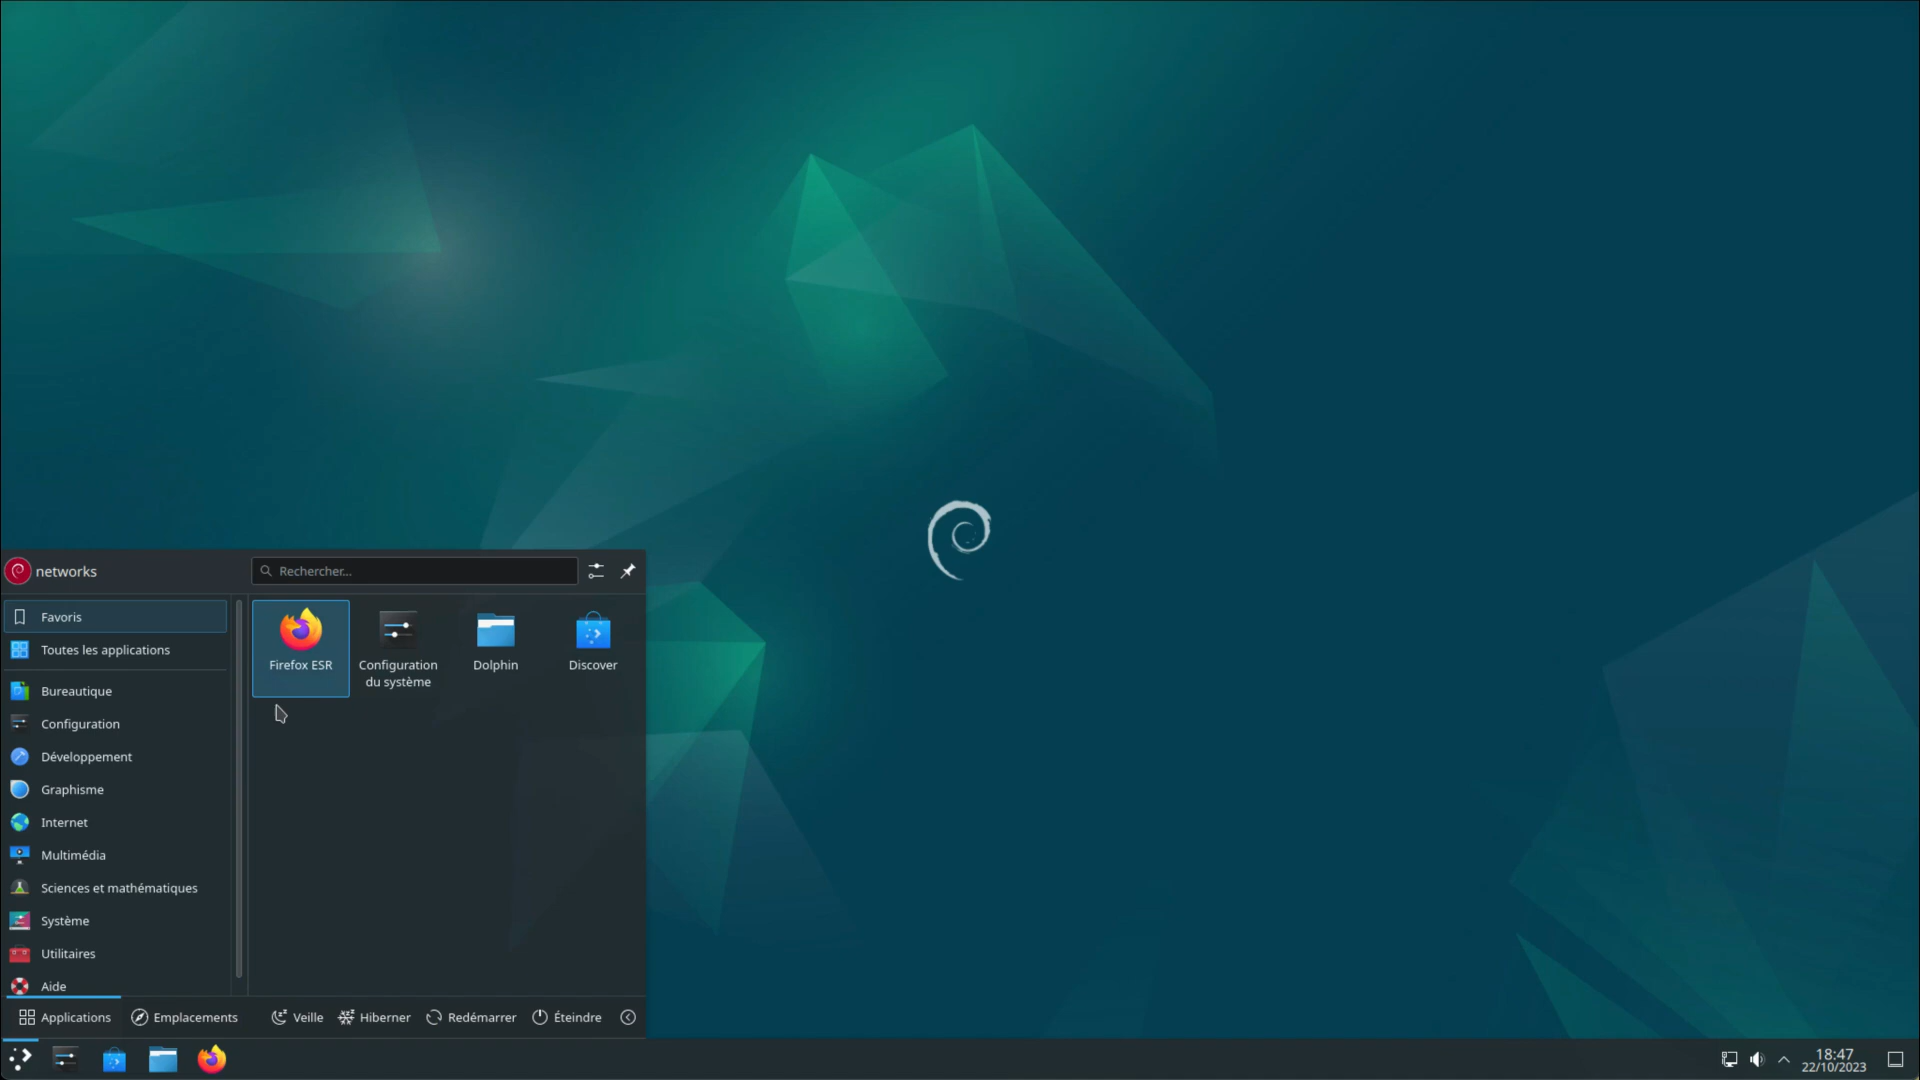 networks
Rechercher...
Favoris
Toutes les applications
Bureautique
Configuration
Développement
Graphisme
Internet
Multimédia
Sciences et mathématiques
Système
Utilitaires
Aide
Firefox ESR
Configuration
du système
Dolphin
Discover
Applications
Emplacements
Veille
Hiberner
Redémarrer
Éteindre
18:47
22/10/2023